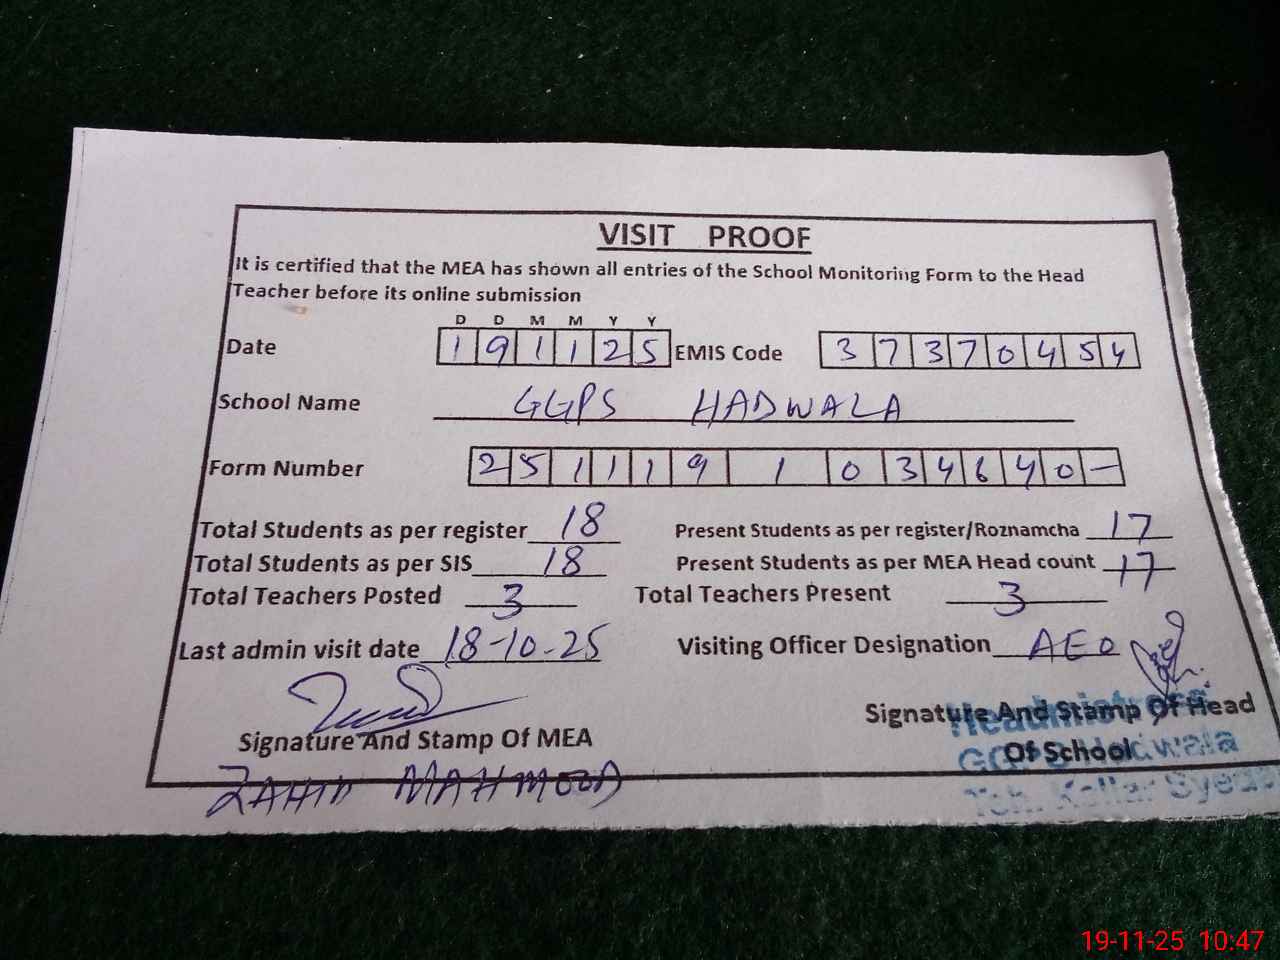 VISIT PROOF
It is certified that the MEA has shown all entries of the School Monitoring Form to the Head
Teacher before its online submission
D D M M Y Y
Date 1 9 1 1 2 5 EMIS Code 3 7 3 7 0 4 5 4
School Name GGPS HADWALA
Form Number 2 5 1 1 1 9 1 0 3 4 6 4 0 -
Total Students as per register 18 Present Students as per register/Roznamcha 17
Total Students as per SIS 18 Present Students as per MEA Head count 17
Total Teachers Posted 3 Total Teachers Present 3
Last admin visit date 18-10-25 Visiting Officer Designation AEO
Signature And Stamp Of MEA
ZAHID MAHMOOD
Signature And Stamp Of Head
Of School
Headmistress
GGPS Hadwala
Teh. Kallar Syedan
19-11-25 10:47